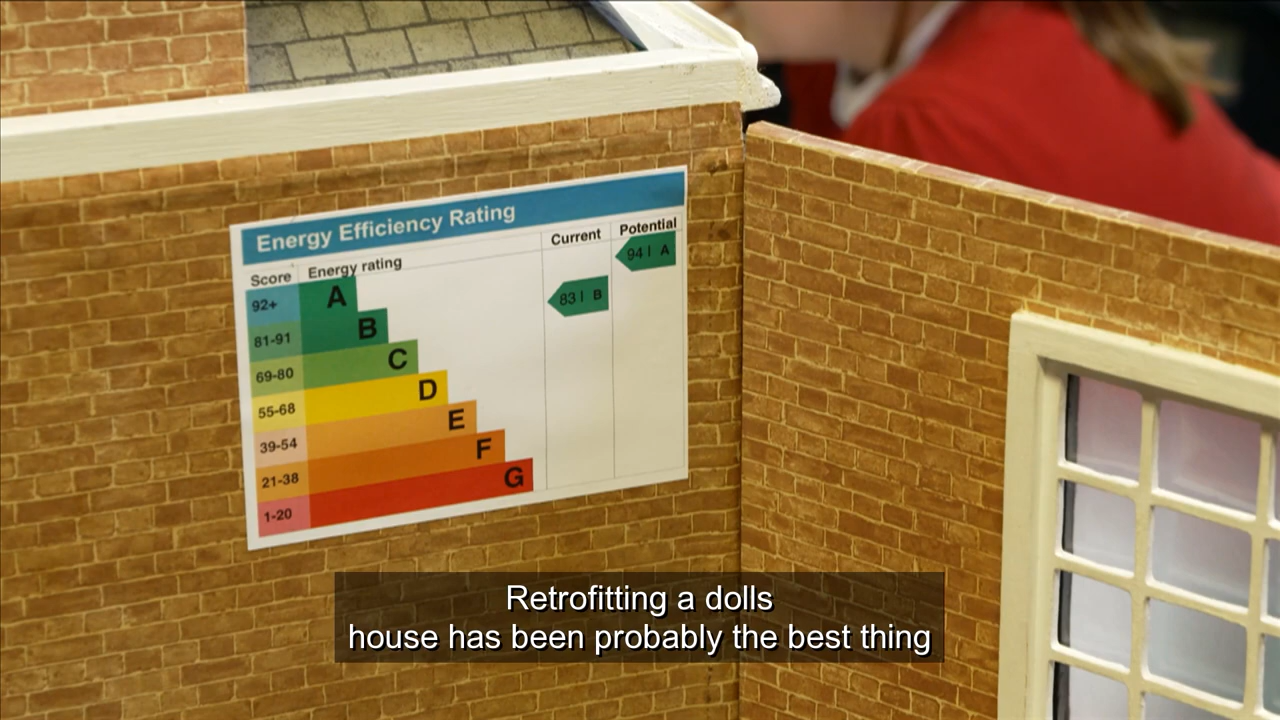 Energy Efficiency Rating
Score Energy rating Current Potential
92+ A 94 | A
81-91 B 83 | B
69-80 C
55-68 D
39-54 E
21-38 F
1-20 G
Retrofitting a dolls
house has been probably the best thing